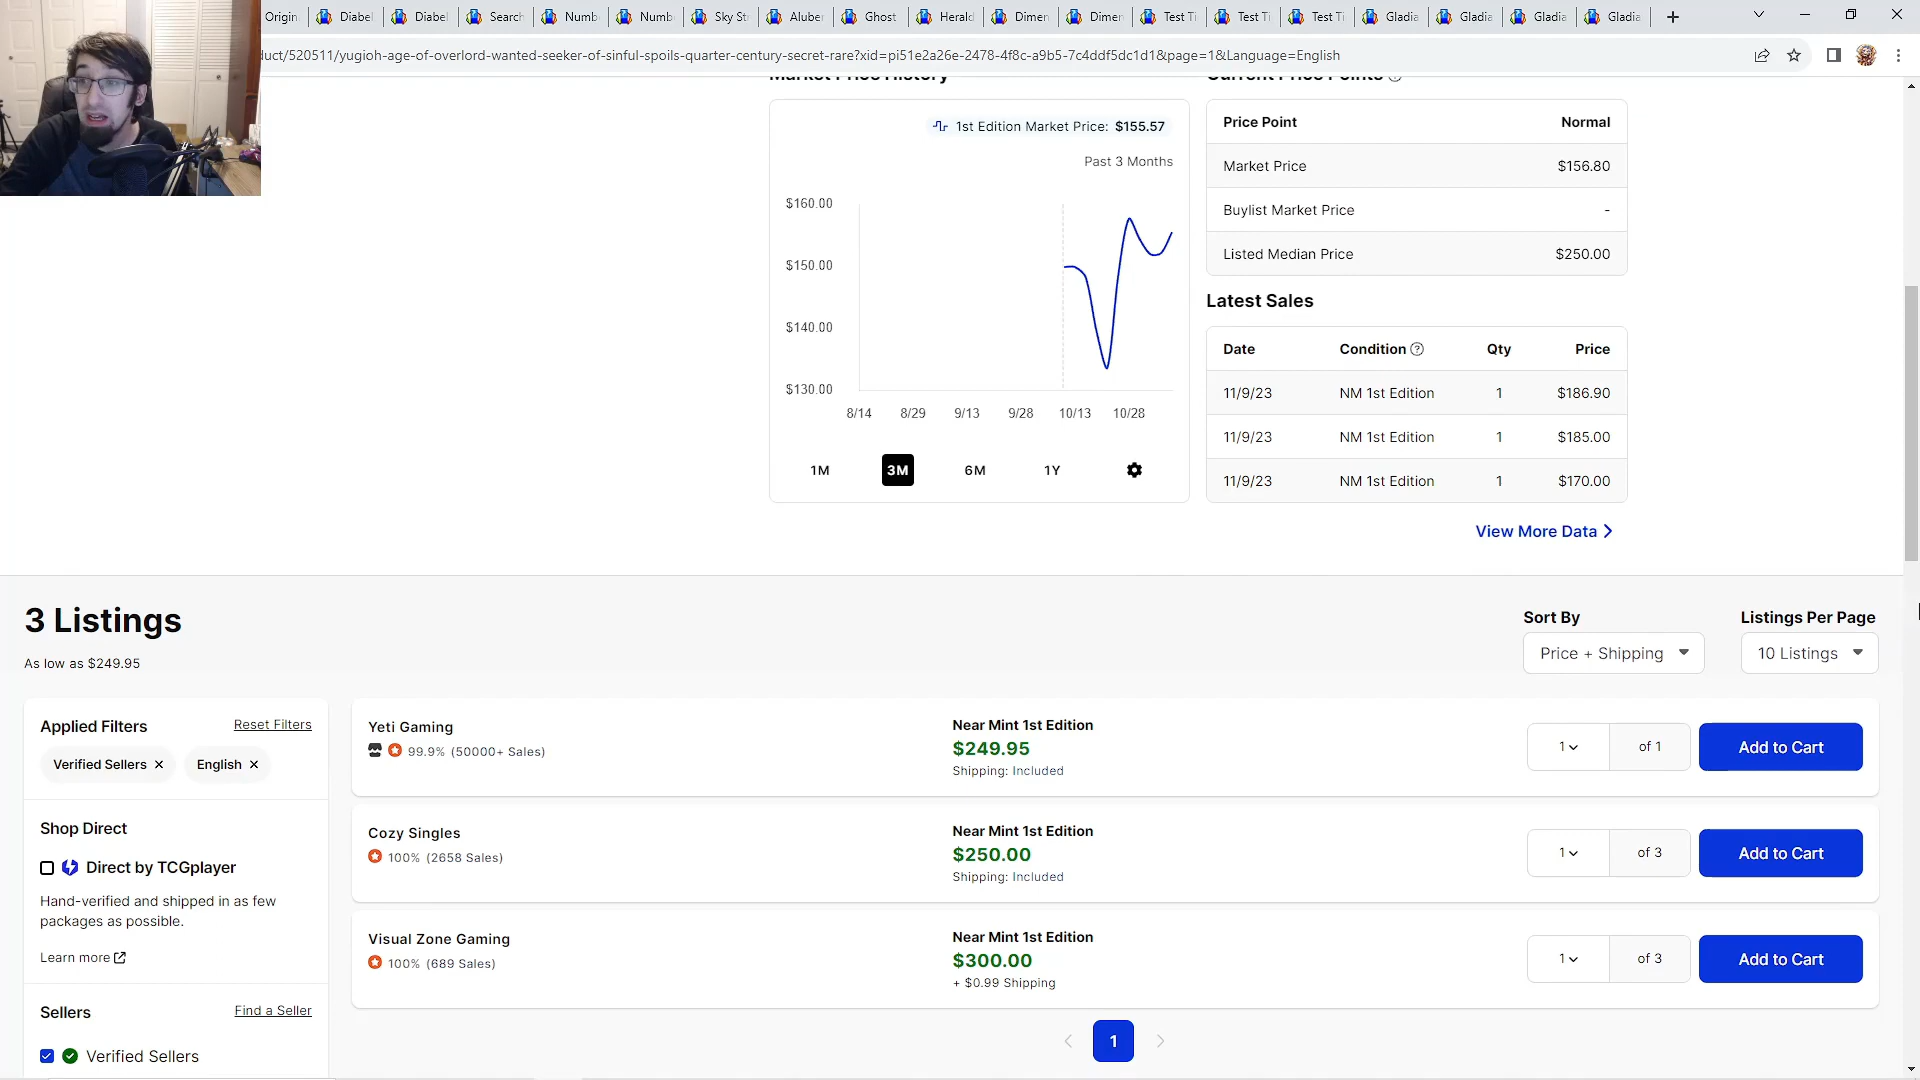 Origin
Diabel
Diabel
Search
Numb
Numb
Sky St
Aluber
Ghost
Herald
Dimen
Dimen
Test Ti
Test Ti
Test Ti
Gladia
Gladia
Gladia
Gladia
duct/520511/yugioh-age-of-overlord-wanted-seeker-of-sinful-spoils-quarter-century-secret-rare?xid=pi51e2a26e-2478-4f8c-a9b5-7c4ddf5dc1d1&page=1&Language=English
Market Price History
Current Price Points
1st Edition Market Price: $155.57
Past 3 Months
$160.00
$150.00
$140.00
$130.00
8/14 8/29 9/13 9/28 10/13 10/28
1M 3M 6M 1Y
Price Point Normal
Market Price $156.80
Buylist Market Price -
Listed Median Price $250.00
Latest Sales
Date Condition Qty Price
11/9/23 NM 1st Edition 1 $186.90
11/9/23 NM 1st Edition 1 $185.00
11/9/23 NM 1st Edition 1 $170.00
View More Data
3 Listings
As low as $249.95
Sort By
Price + Shipping
Listings Per Page
10 Listings
Applied Filters Reset Filters
Verified Sellers × English ×
Shop Direct
Direct by TCGplayer
Hand-verified and shipped in as few
packages as possible.
Learn more
Sellers Find a Seller
Verified Sellers
Yeti Gaming
99.9% (50000+ Sales)
Near Mint 1st Edition
$249.95
Shipping: Included
1 of 1 Add to Cart
Cozy Singles
100% (2658 Sales)
Near Mint 1st Edition
$250.00
Shipping: Included
1 of 3 Add to Cart
Visual Zone Gaming
100% (689 Sales)
Near Mint 1st Edition
$300.00
+ $0.99 Shipping
1 of 3 Add to Cart
1